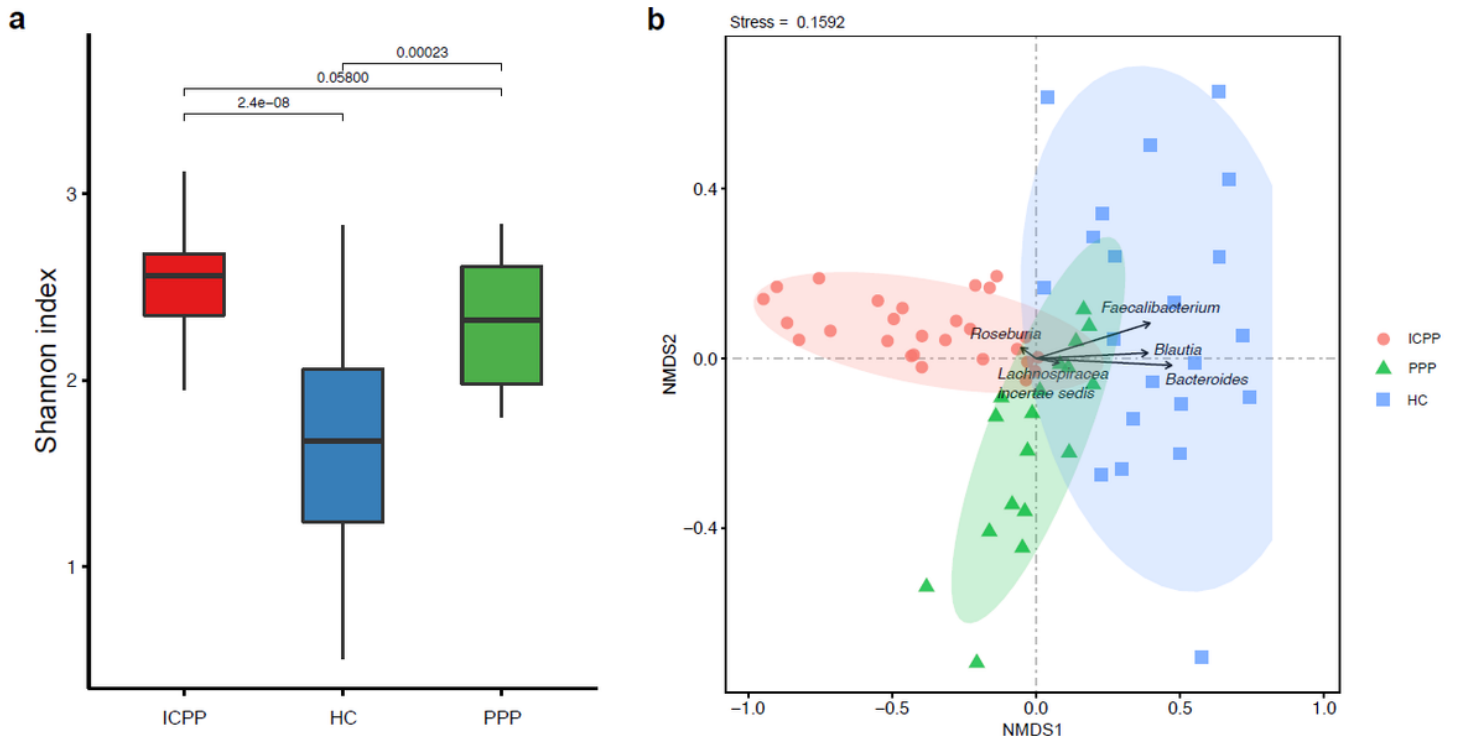 a
Shannon index
3
2
1
0.00023
0.05800
2.4e−08
ICPP
HC
PPP
b
Stress = 0.1592
NMDS2
0.4
0.0
−0.4
Roseburia
Faecalibacterium
Blautia
Bacteroides
Lachnospiracea
incertae sedis
−1.0
−0.5
0.0
0.5
1.0
NMDS1
ICPP
PPP
HC